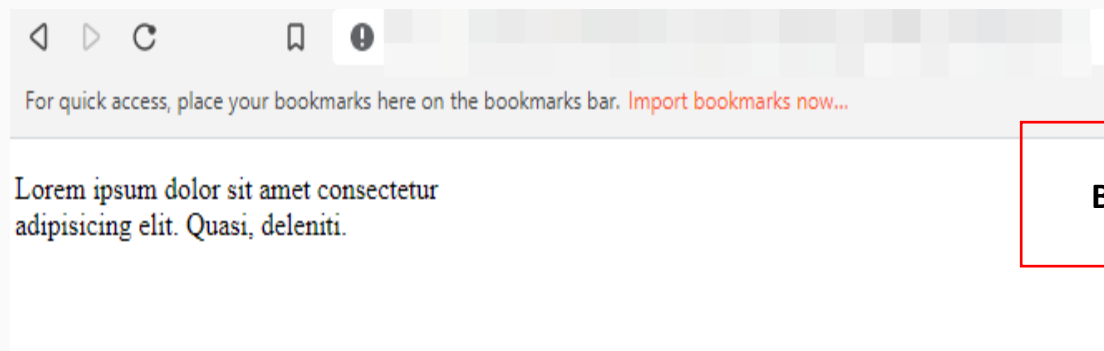 For quick access, place your bookmarks here on the bookmarks bar. Import bookmarks now...
Lorem ipsum dolor sit amet consectetur
adipisicing elit. Quasi, deleniti.